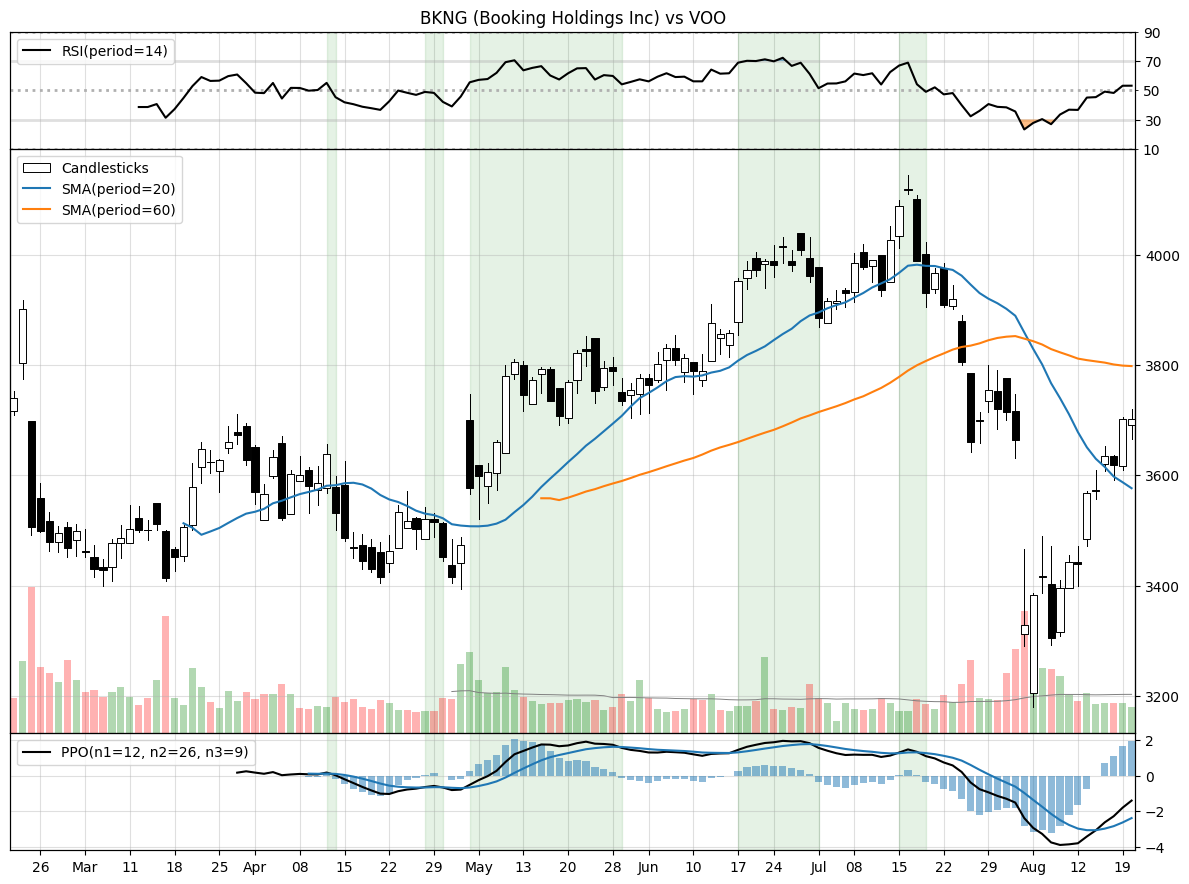 BKNG (Booking Holdings Inc) vs VOO
RSI(period=14)
90
70
50
30
10
Candlesticks
SMA(period=20)
SMA(period=60)
4000
3800
3600
3400
3200
PPO(n1=12, n2=26, n3=9)
2
0
−2
−4
26 Mar 11 18 25 Apr 08 15 22 29 May 13 20 28 Jun 10 17 24 Jul 08 15 22 29 Aug 12 19